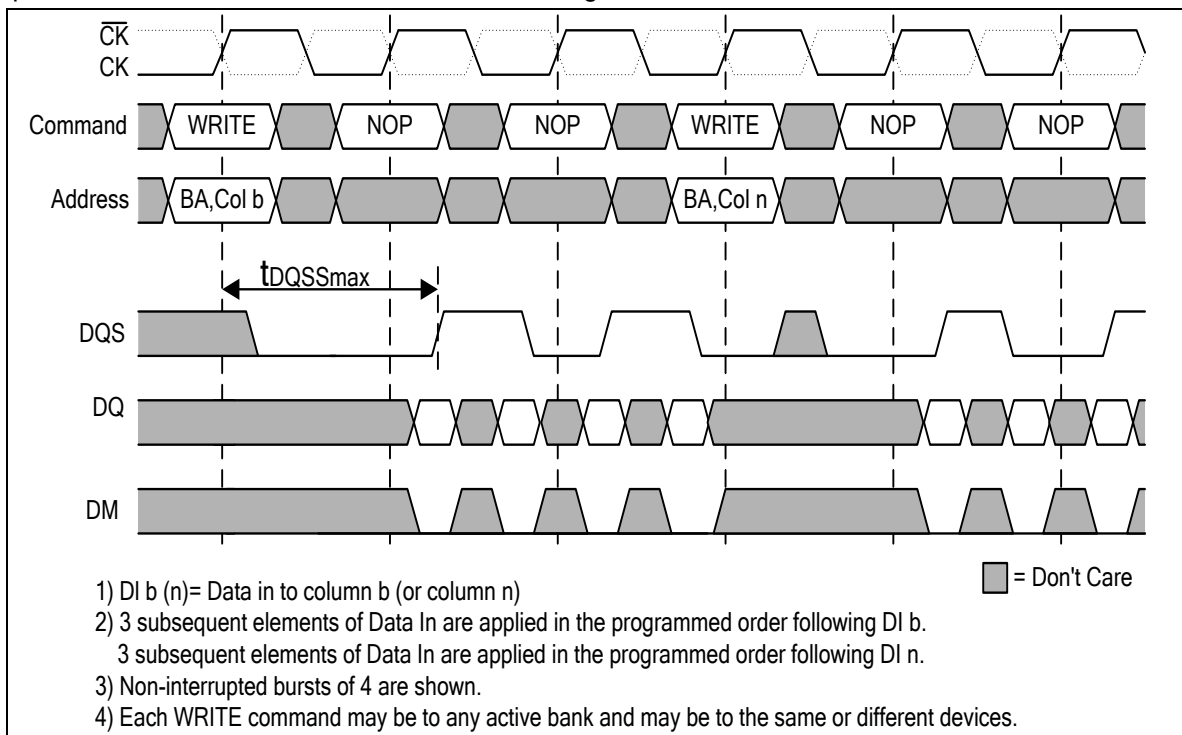 CK
CK
Command WRITE NOP NOP WRITE NOP NOP
Address BA,Col b BA,Col n
tDQSSmax
DQS
DQ
DM
= Don't Care
1) DI b (n)= Data in to column b (or column n)
2) 3 subsequent elements of Data In are applied in the programmed order following DI b.
3 subsequent elements of Data In are applied in the programmed order following DI n.
3) Non-interrupted bursts of 4 are shown.
4) Each WRITE command may be to any active bank and may be to the same or different devices.